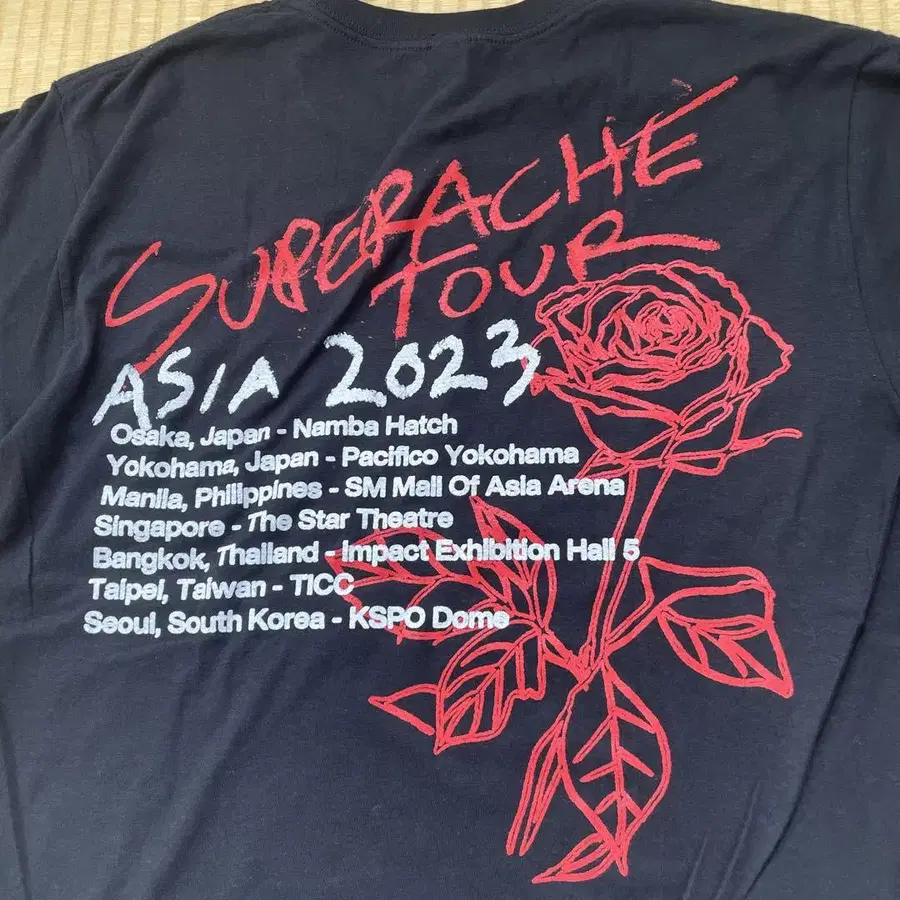 SUPERACHE
TOUR
ASIA 2023
Osaka, Japan - Namba Hatch
Yokohama, Japan - Pacifico Yokohama
Manila, Philippines - SM Mall Of Asia Arena
Singapore - The Star Theatre
Bangkok, Thailand - Impact Exhibition Hall 5
Taipei, Taiwan - TICC
Seoul, South Korea - KSPO Dome